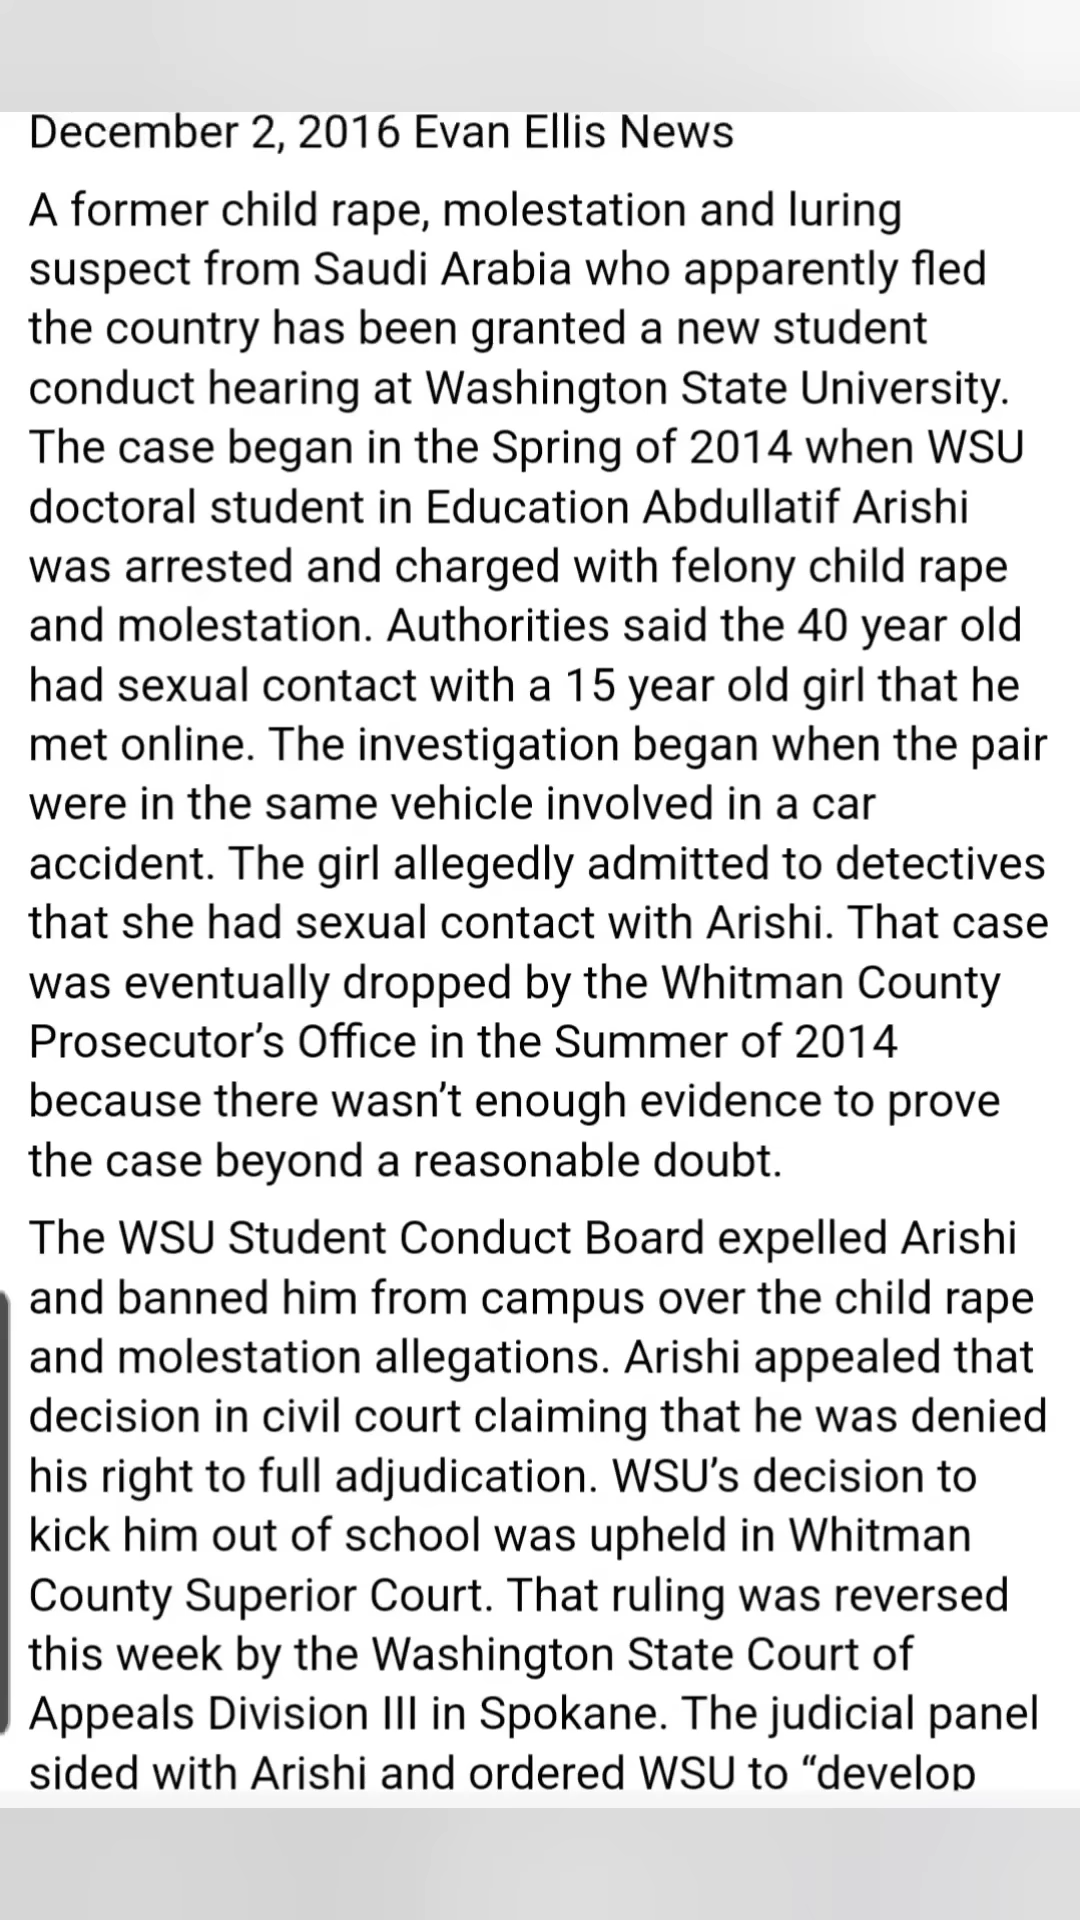 December 2, 2016 Evan Ellis News
A former child rape, molestation and luring
suspect from Saudi Arabia who apparently fled
the country has been granted a new student
conduct hearing at Washington State University.
The case began in the Spring of 2014 when WSU
doctoral student in Education Abdullatif Arishi
was arrested and charged with felony child rape
and molestation. Authorities said the 40 year old
had sexual contact with a 15 year old girl that he
met online. The investigation began when the pair
were in the same vehicle involved in a car
accident. The girl allegedly admitted to detectives
that she had sexual contact with Arishi. That case
was eventually dropped by the Whitman County
Prosecutor’s Office in the Summer of 2014
because there wasn’t enough evidence to prove
the case beyond a reasonable doubt.
The WSU Student Conduct Board expelled Arishi
and banned him from campus over the child rape
and molestation allegations. Arishi appealed that
decision in civil court claiming that he was denied
his right to full adjudication. WSU’s decision to
kick him out of school was upheld in Whitman
County Superior Court. That ruling was reversed
this week by the Washington State Court of
Appeals Division III in Spokane. The judicial panel
sided with Arishi and ordered WSU to “develop